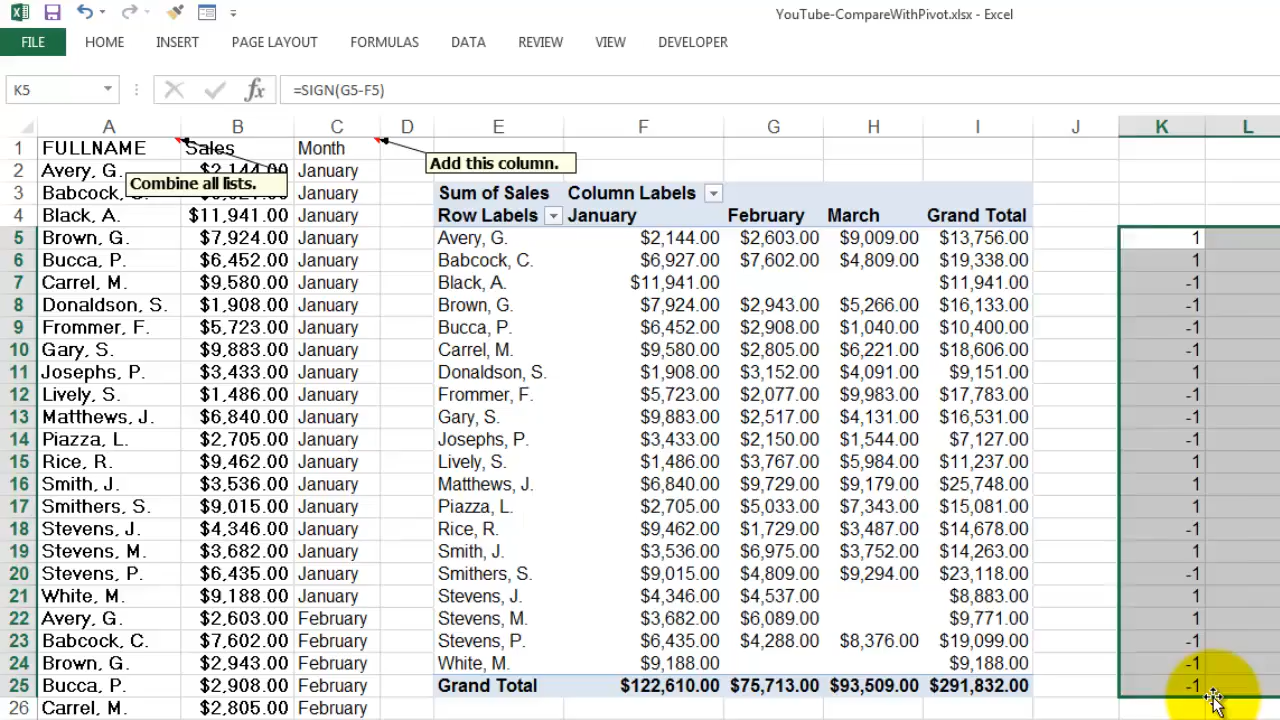 YouTube-CompareWithPivot.xlsx - Excel
FILE HOME INSERT PAGE LAYOUT FORMULAS DATA REVIEW VIEW DEVELOPER
K5 fx =SIGN(G5-F5)
A B C D E F G H I J K L
1 FULLNAME Sales Month
Add this column.
2 Avery, G. $2,144.00 January
Combine all lists.
3 Babcock, January Sum of Sales Column Labels
4 Black, A. $11,941.00 January Row Labels January February March Grand Total
5 Brown, G. $7,924.00 January Avery, G. $2,144.00 $2,603.00 $9,009.00 $13,756.00 1
6 Bucca, P. $6,452.00 January Babcock, C. $6,927.00 $7,602.00 $4,809.00 $19,338.00 1
7 Carrel, M. $9,580.00 January Black, A. $11,941.00 $11,941.00 -1
8 Donaldson, S. $1,908.00 January Brown, G. $7,924.00 $2,943.00 $5,266.00 $16,133.00 -1
9 Frommer, F. $5,723.00 January Bucca, P. $6,452.00 $2,908.00 $1,040.00 $10,400.00 -1
10 Gary, S. $9,883.00 January Carrel, M. $9,580.00 $2,805.00 $6,221.00 $18,606.00 -1
11 Josephs, P. $3,433.00 January Donaldson, S. $1,908.00 $3,152.00 $4,091.00 $9,151.00 1
12 Lively, S. $1,486.00 January Frommer, F. $5,723.00 $2,077.00 $9,983.00 $17,783.00 -1
13 Matthews, J. $6,840.00 January Gary, S. $9,883.00 $2,517.00 $4,131.00 $16,531.00 -1
14 Piazza, L. $2,705.00 January Josephs, P. $3,433.00 $2,150.00 $1,544.00 $7,127.00 -1
15 Rice, R. $9,462.00 January Lively, S. $1,486.00 $3,767.00 $5,984.00 $11,237.00 1
16 Smith, J. $3,536.00 January Matthews, J. $6,840.00 $9,729.00 $9,179.00 $25,748.00 1
17 Smithers, S. $9,015.00 January Piazza, L. $2,705.00 $5,033.00 $7,343.00 $15,081.00 1
18 Stevens, J. $4,346.00 January Rice, R. $9,462.00 $1,729.00 $3,487.00 $14,678.00 -1
19 Stevens, M. $3,682.00 January Smith, J. $3,536.00 $6,975.00 $3,752.00 $14,263.00 1
20 Stevens, P. $6,435.00 January Smithers, S. $9,015.00 $4,809.00 $9,294.00 $23,118.00 -1
21 White, M. $9,188.00 January Stevens, J. $4,346.00 $4,537.00 $8,883.00 1
22 Avery, G. $2,603.00 February Stevens, M. $3,682.00 $6,089.00 $9,771.00 1
23 Babcock, C. $7,602.00 February Stevens, P. $6,435.00 $4,288.00 $8,376.00 $19,099.00 -1
24 Brown, G. $2,943.00 February White, M. $9,188.00 $9,188.00 -1
25 Bucca, P. $2,908.00 February Grand Total $122,610.00 $75,713.00 $93,509.00 $291,832.00 -1
26 Carrel, M. $2,805.00 February